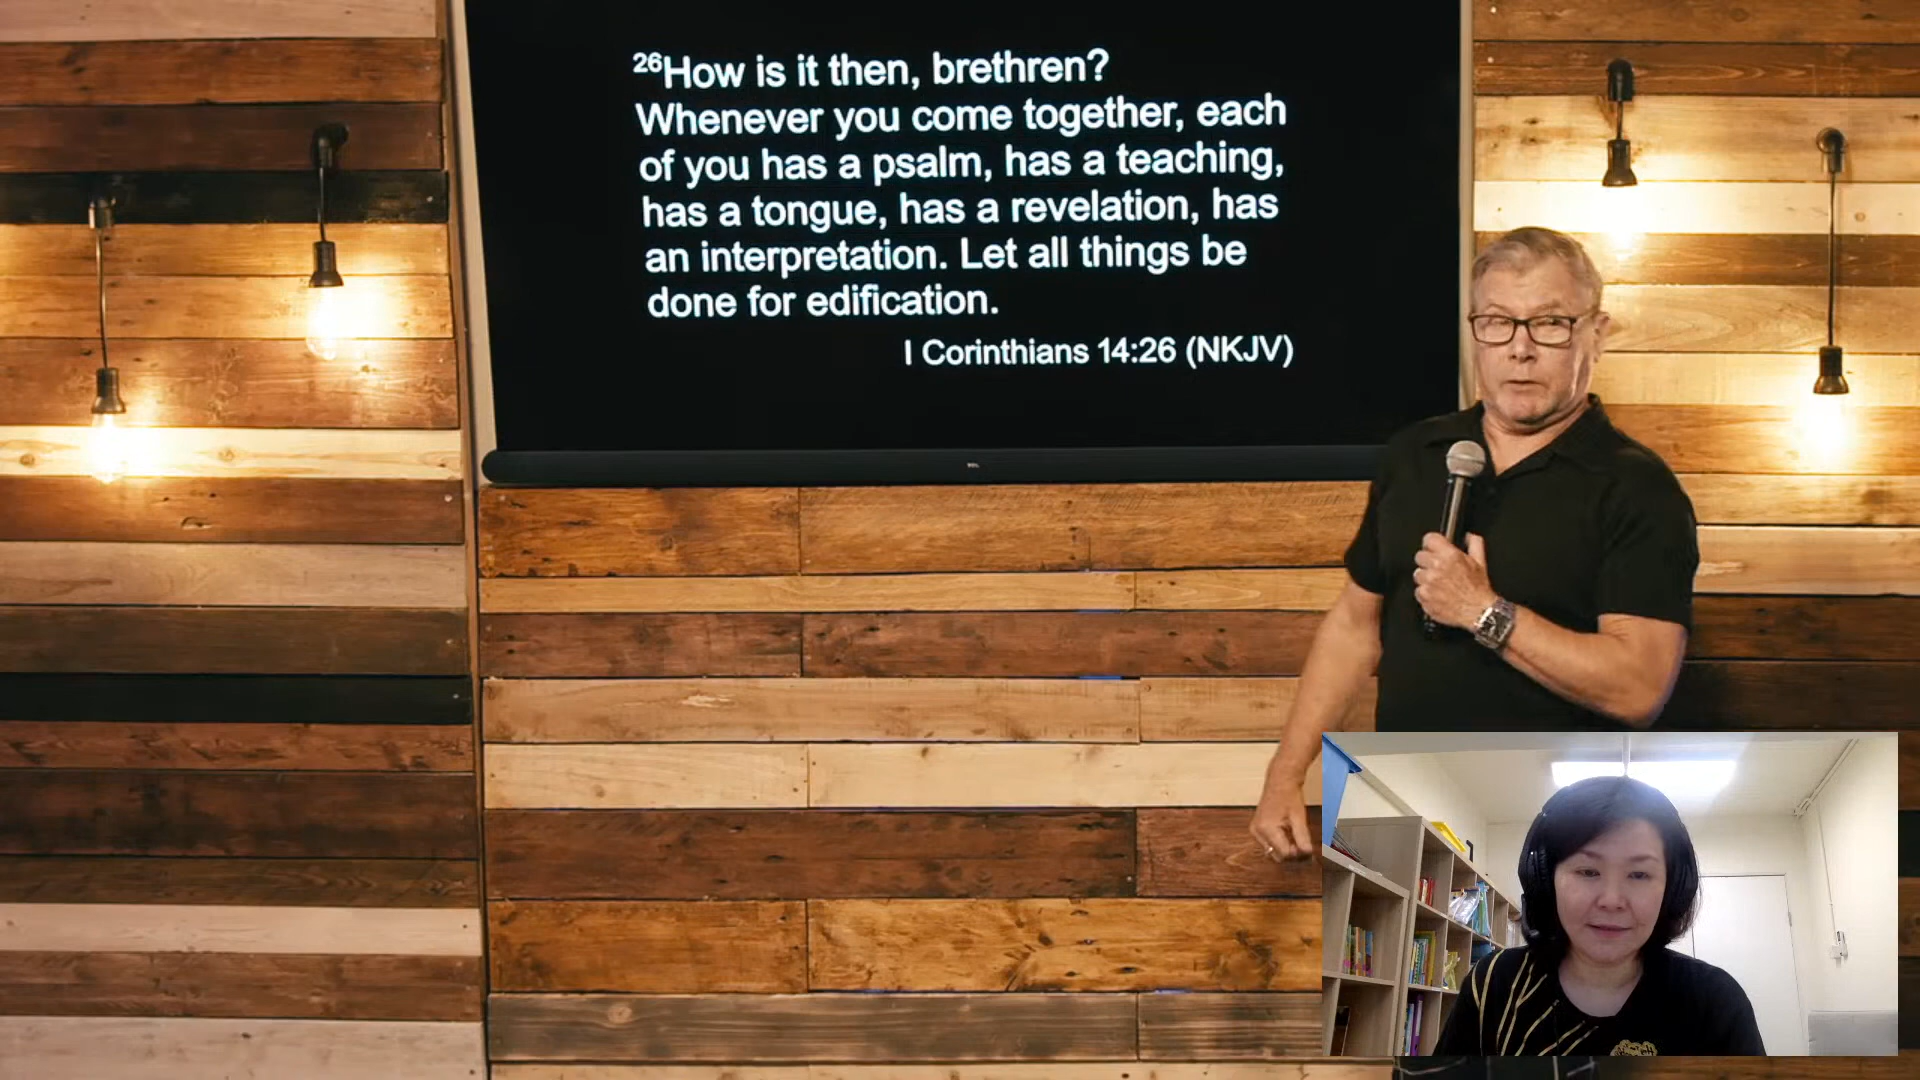 ²⁶How is it then, brethren?
Whenever you come together, each
of you has a psalm, has a teaching,
has a tongue, has a revelation, has
an interpretation. Let all things be
done for edification.
I Corinthians 14:26 (NKJV)
TCL